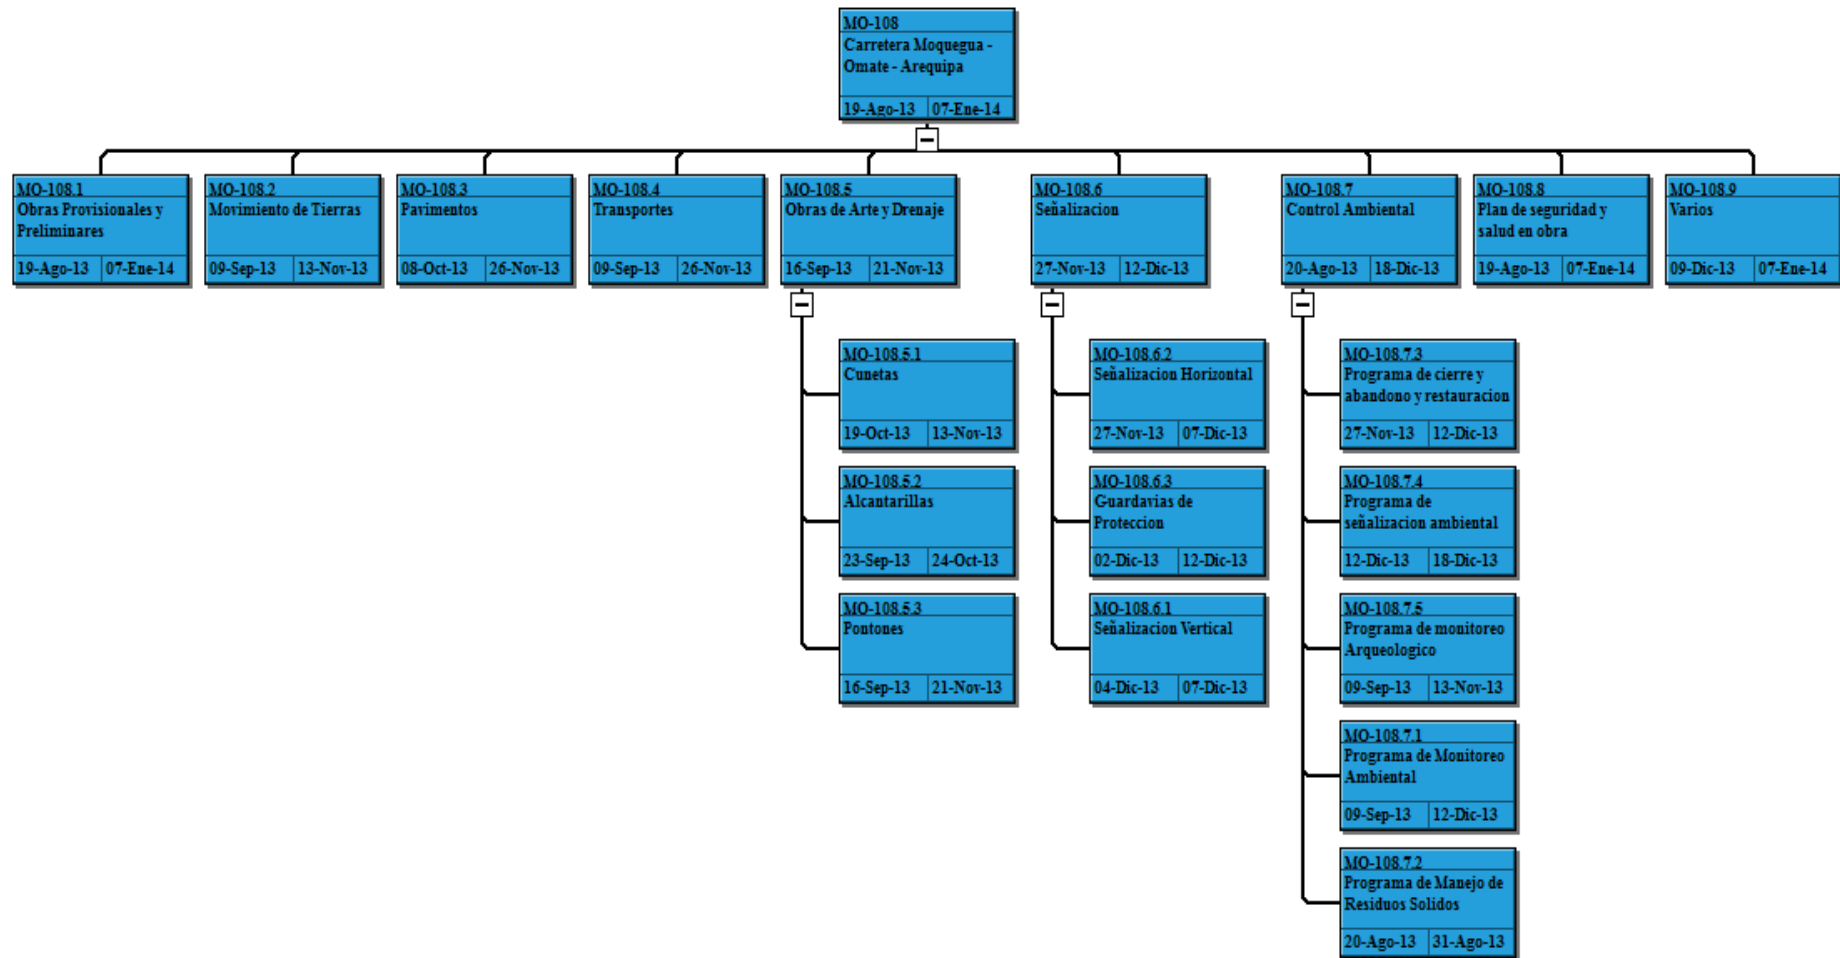 MO-108
Carretera Moquegua -
Omate - Arequipa
19-Ago-13 07-Ene-14
MO-108.1
Obras Provisionales y
Preliminares
19-Ago-13 07-Ene-14
MO-108.2
Movimiento de Tierras
09-Sep-13 13-Nov-13
MO-108.3
Pavimentos
08-Oct-13 26-Nov-13
MO-108.4
Transportes
09-Sep-13 26-Nov-13
MO-108.5
Obras de Arte y Drenaje
16-Sep-13 21-Nov-13
MO-108.6
Señalizacion
27-Nov-13 12-Dic-13
MO-108.7
Control Ambiental
20-Ago-13 18-Dic-13
MO-108.8
Plan de seguridad y
salud en obra
19-Ago-13 07-Ene-14
MO-108.9
Varios
09-Dic-13 07-Ene-14
MO-108.5.1
Cunetas
19-Oct-13 13-Nov-13
MO-108.5.2
Alcantarillas
23-Sep-13 24-Oct-13
MO-108.5.3
Pontones
16-Sep-13 21-Nov-13
MO-108.6.2
Señalizacion Horizontal
27-Nov-13 07-Dic-13
MO-108.6.3
Guardavias de
Proteccion
02-Dic-13 12-Dic-13
MO-108.6.1
Señalizacion Vertical
04-Dic-13 07-Dic-13
MO-108.7.3
Programa de cierre y
abandono y restauracion
27-Nov-13 12-Dic-13
MO-108.7.4
Programa de
señalizacion ambiental
12-Dic-13 18-Dic-13
MO-108.7.5
Programa de monitoreo
Arqueologico
09-Sep-13 13-Nov-13
MO-108.7.1
Programa de Monitoreo
Ambiental
09-Sep-13 12-Dic-13
MO-108.7.2
Programa de Manejo de
Residuos Solidos
20-Ago-13 31-Ago-13